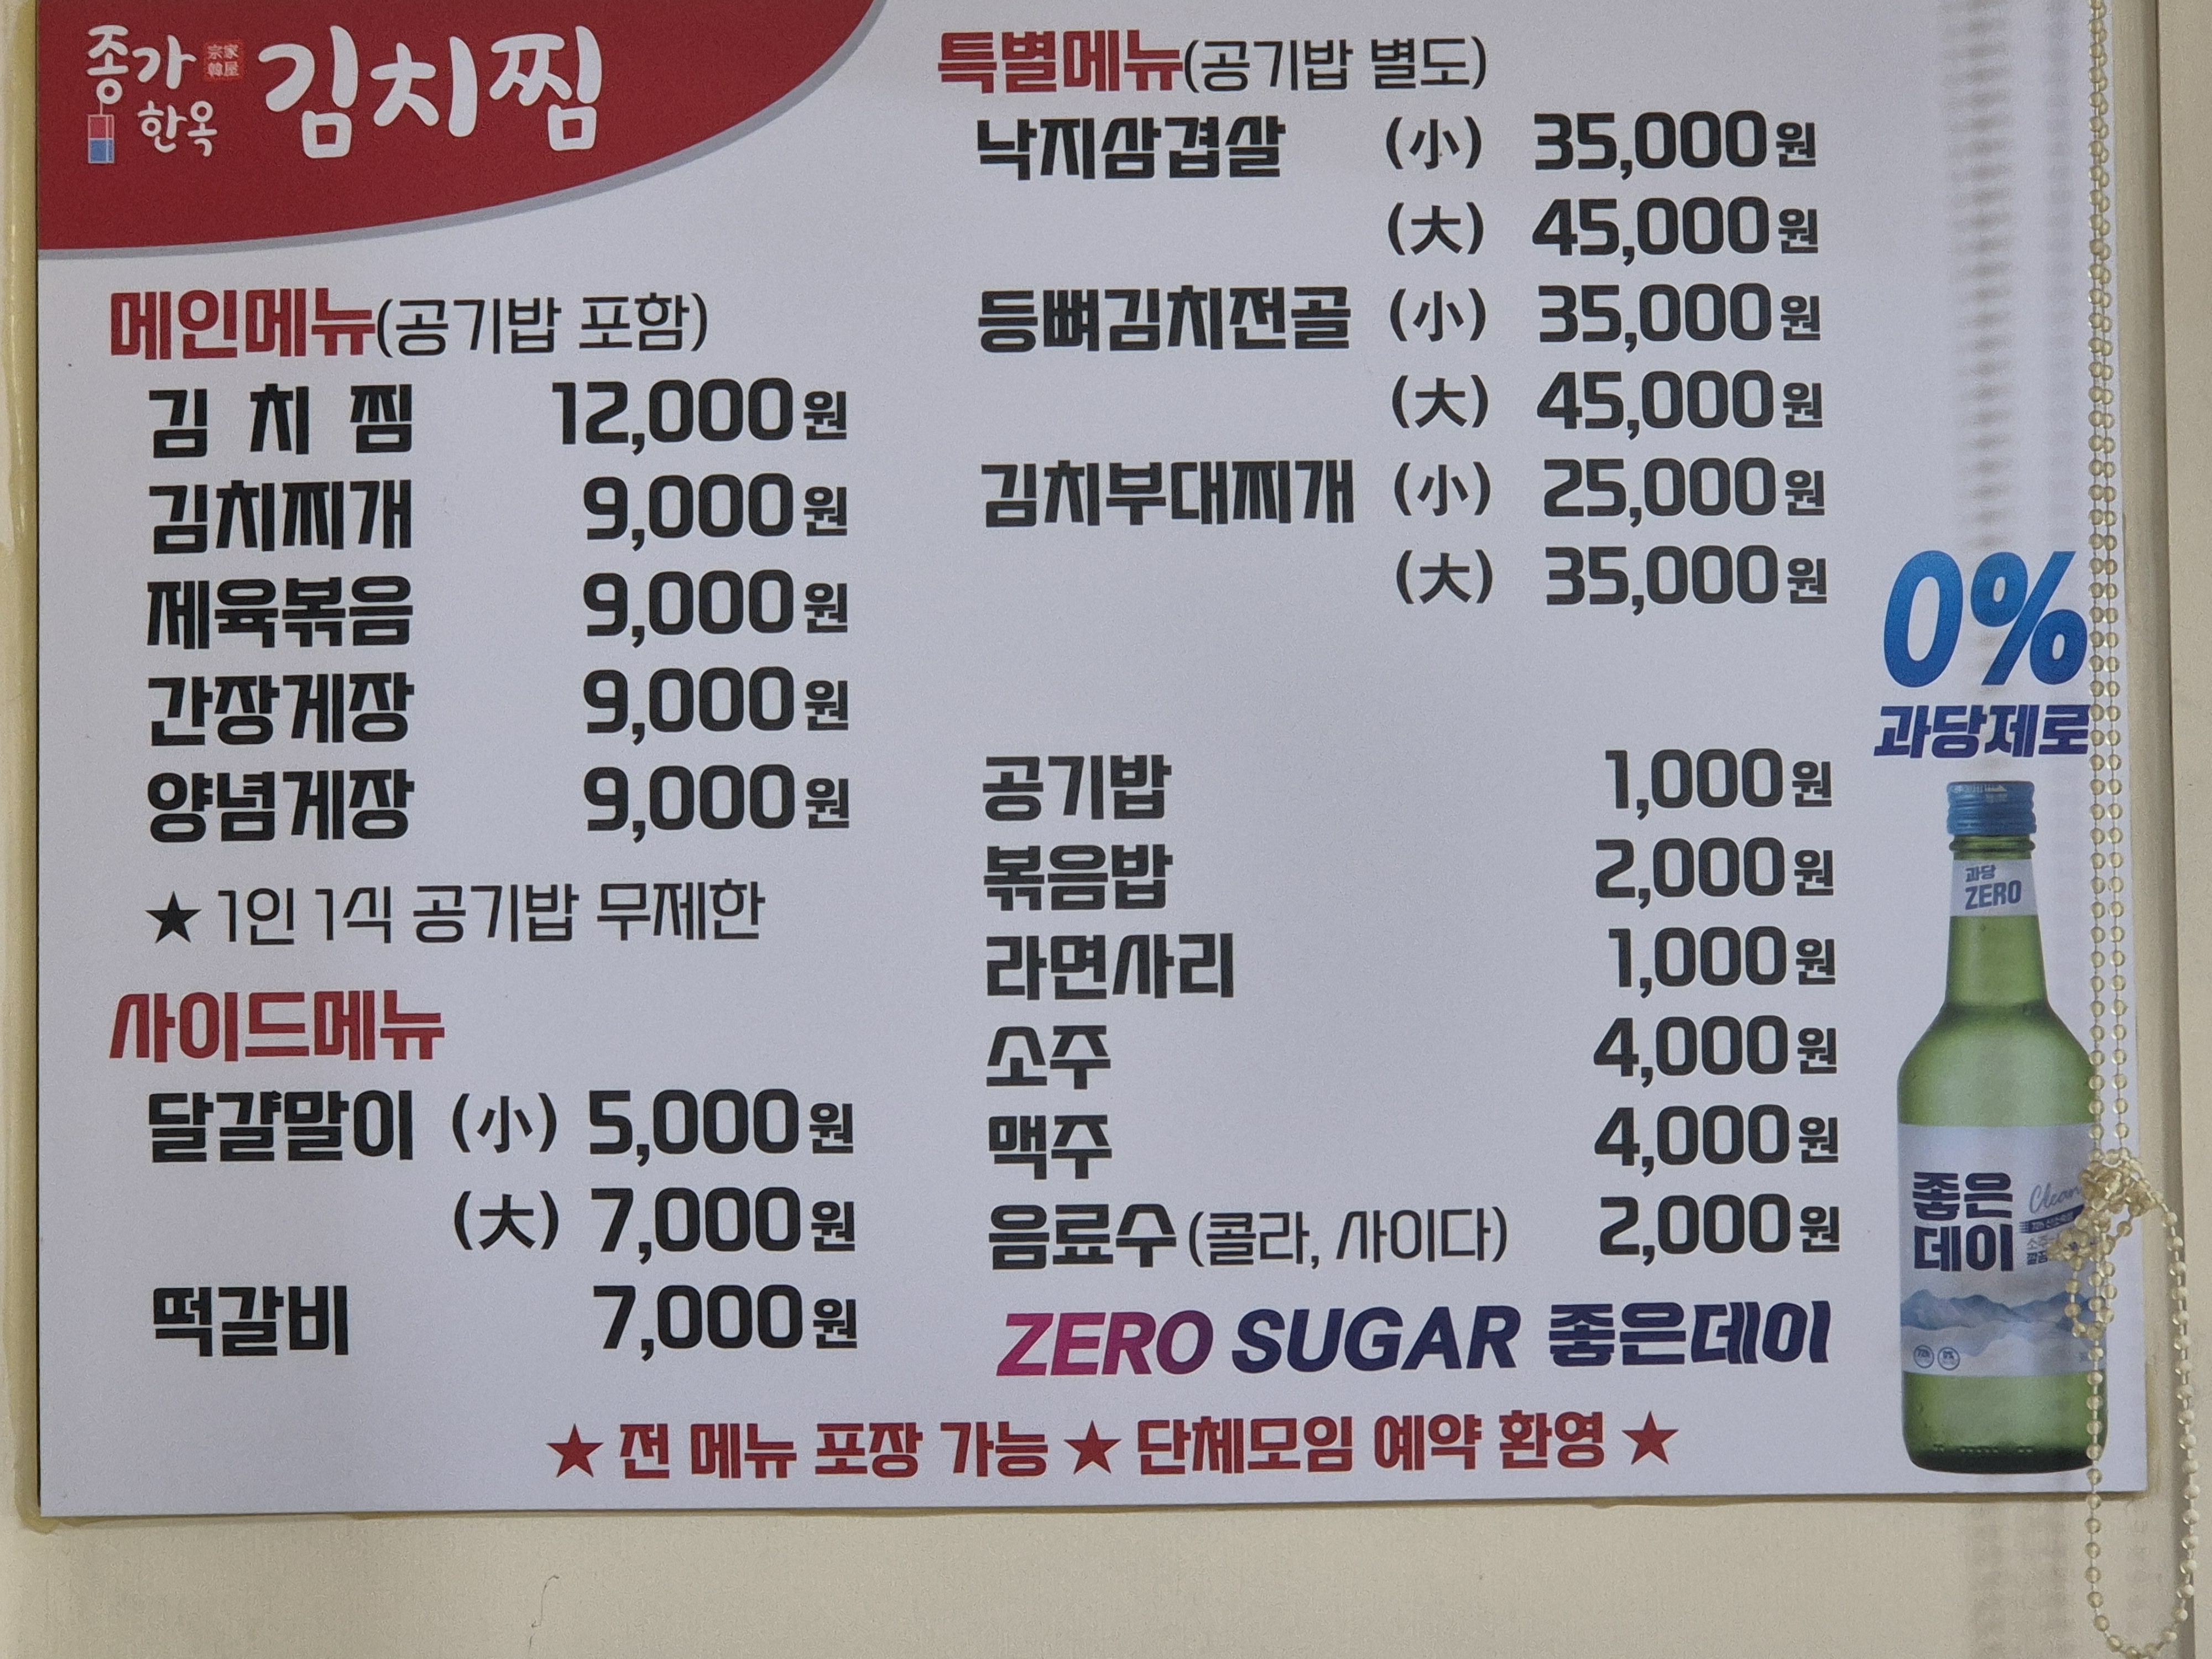 종가 宗家韓屋 김치찜
한옥
메인메뉴(공기밥 포함)
김 치 찜 12,000원
김치찌개 9,000원
제육볶음 9,000원
간장게장 9,000원
양념게장 9,000원
★ 1인 1식 공기밥 무제한
사이드메뉴
달걀말이 (小) 5,000원
(大) 7,000원
떡갈비 7,000원
특별메뉴(공기밥 별도)
낙지삼겹살 (小) 35,000원
(大) 45,000원
등뼈김치전골 (小) 35,000원
(大) 45,000원
김치부대찌개 (小) 25,000원
(大) 35,000원
공기밥 1,000원
볶음밥 2,000원
라면사리 1,000원
소주 4,000원
맥주 4,000원
음료수(콜라, 사이다) 2,000원
ZERO SUGAR 좋은데이
0%
과당제로
과당
ZERO
좋은
데이
Clean
★ 전 메뉴 포장 가능 ★ 단체모임 예약 환영 ★